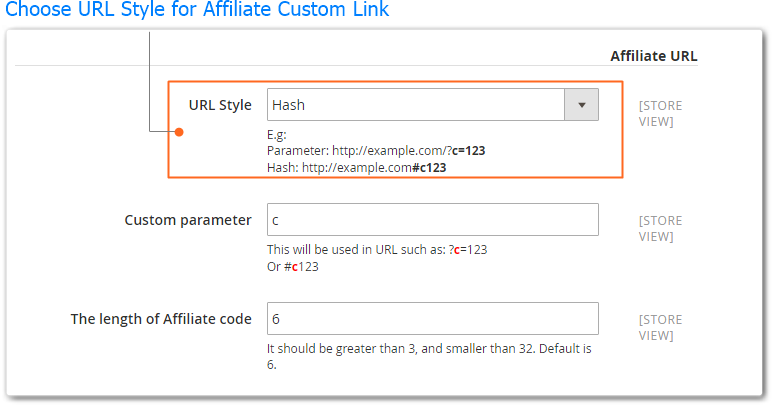 Choose URL Style for Affiliate Custom Link
Affiliate URL
URL Style
Hash
[STORE
VIEW]
E.g:
Parameter: http://example.com/?c=123
Hash: http://example.com#c123
Custom parameter
c
[STORE
VIEW]
This will be used in URL such as: ?c=123
Or #c123
The length of Affiliate code
6
[STORE
VIEW]
It should be greater than 3, and smaller than 32. Default is
6.